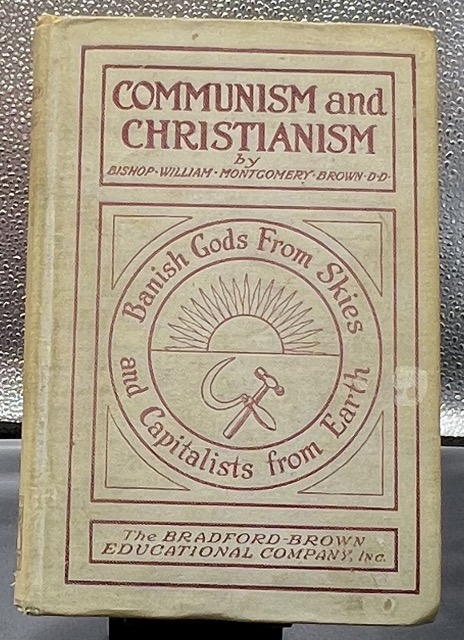 COMMUNISM and
CHRISTIANISM
by
BISHOP·WILLIAM·MONTGOMERY·BROWN·D·D·
Banish Gods From Skies
and Capitalists from Earth
The BRADFORD-BROWN
EDUCATIONAL COMPANY, INC.